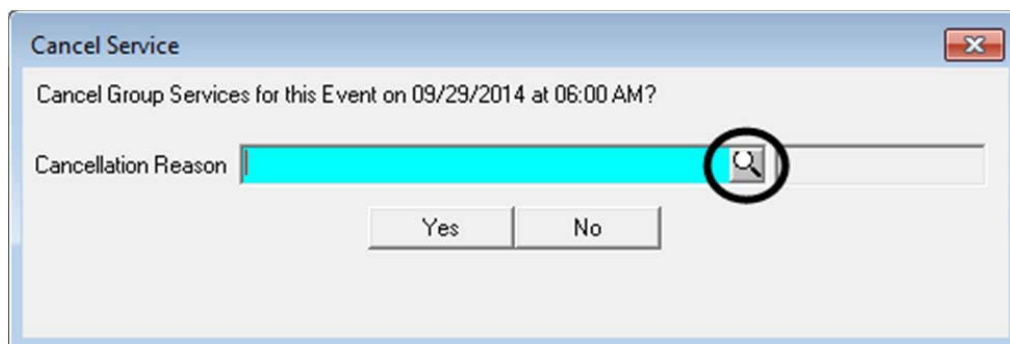 Cancel Service
Cancel Group Services for this Event on 09/29/2014 at 06:00 AM?
Cancellation Reason
Yes No